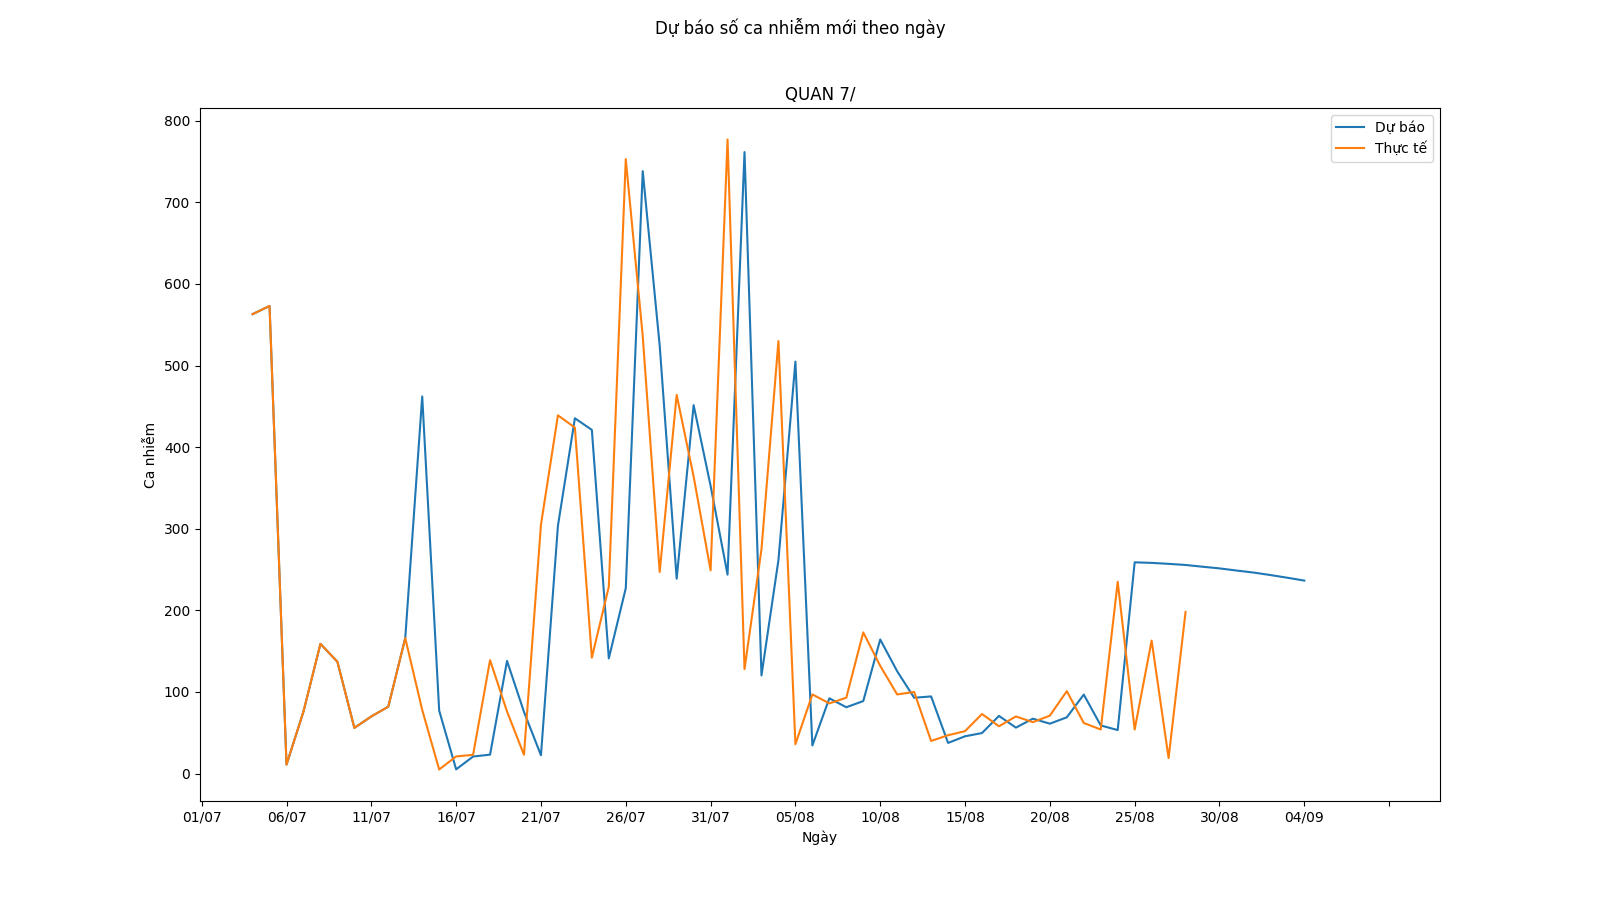 Dự báo số ca nhiễm mới theo ngày
QUAN 7/
Dự báo
Thực tế
800
700
600
500
400
300
200
100
0
Ca nhiễm
01/07 06/07 11/07 16/07 21/07 26/07 31/07 05/08 10/08 15/08 20/08 25/08 30/08 04/09
Ngày